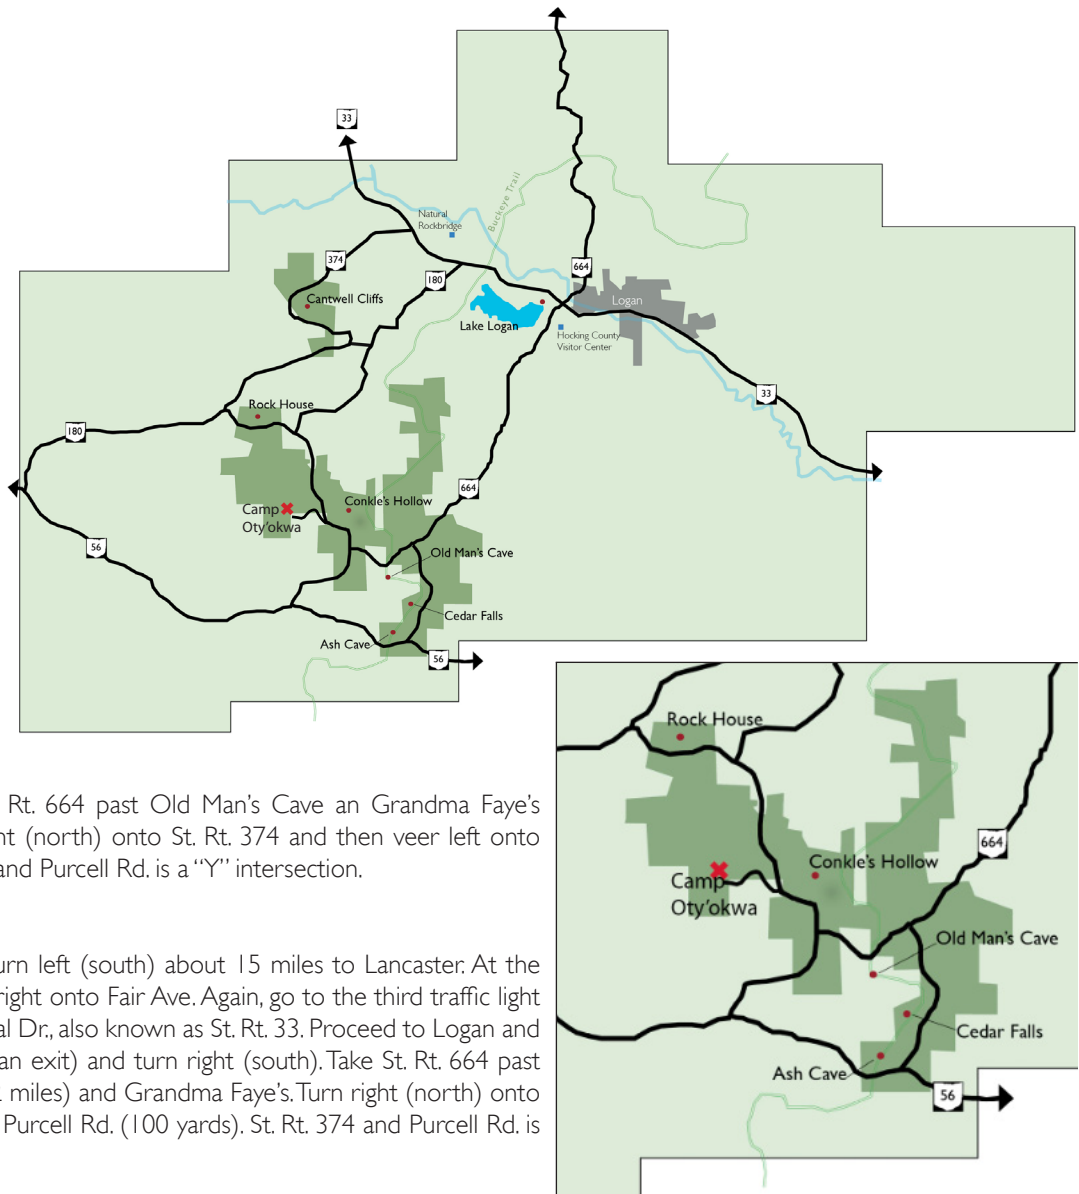 33
Natural
Rockbridge
Buckeye Trail
374
664
180
Cantwell Cliffs
Logan
Lake Logan
Hocking County
Visitor Center
33
Rock House
180
664
Camp
Oty'okwa
Conkle's Hollow
56
Old Man's Cave
Cedar Falls
Ash Cave
56
Rt. 664 past Old Man's Cave an Grandma Faye's
nt (north) onto St. Rt. 374 and then veer left onto
and Purcell Rd. is a “Y” intersection.
urn left (south) about 15 miles to Lancaster. At the
right onto Fair Ave. Again, go to the third traffic light
al Dr., also known as St. Rt. 33. Proceed to Logan and
an exit) and turn right (south). Take St. Rt. 664 past
miles) and Grandma Faye's. Turn right (north) onto
Purcell Rd. (100 yards). St. Rt. 374 and Purcell Rd. is
Rock House
664
Conkle's Hollow
Camp
Oty'okwa
Old Man's Cave
Cedar Falls
Ash Cave
56